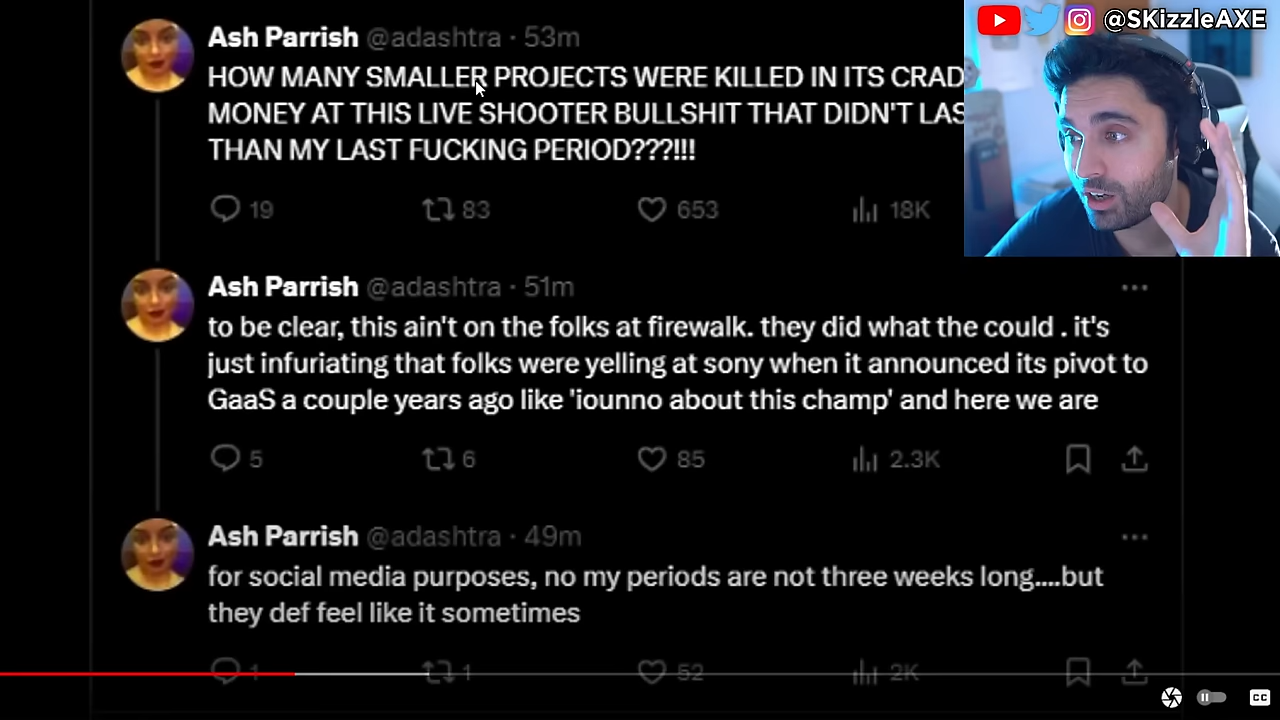 @SKizzleAXE
Ash Parrish @adashtra · 53m
HOW MANY SMALLER PROJECTS WERE KILLED IN ITS
MONEY AT THIS LIVE SHOOTER BULLSHIT THAT DIDN'T
THAN MY LAST FUCKING PERIOD???!!!
19 83 653 18K
Ash Parrish @adashtra · 51m
to be clear, this ain't on the folks at firewalk. they did what the could . it's
just infuriating that folks were yelling at sony when it announced its pivot to
GaaS a couple years ago like 'iounno about this champ' and here we are
5 6 85 2.3K
Ash Parrish @adashtra · 49m
for social media purposes, no my periods are not three weeks long....but
they def feel like it sometimes
1 1 52 2K
CC